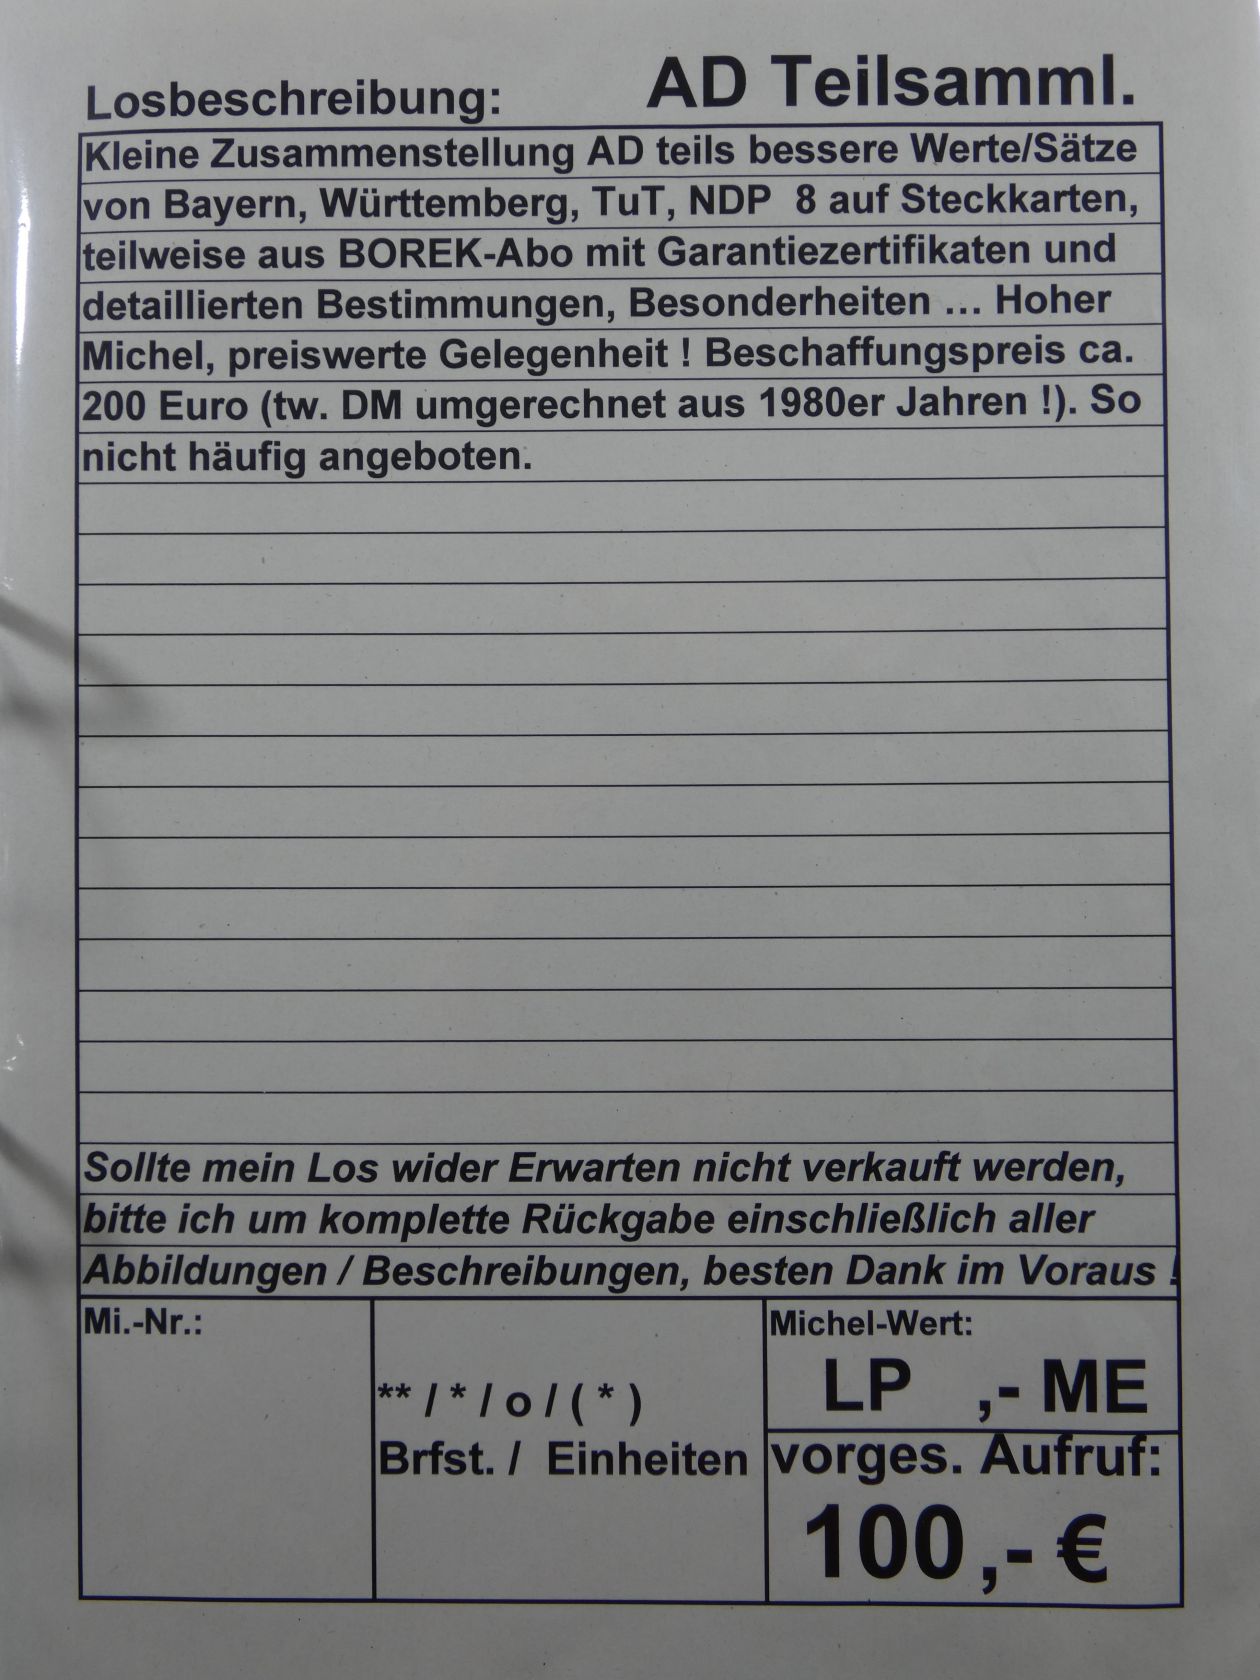 Losbeschreibung: AD Teilsamml.
Kleine Zusammenstellung AD teils bessere Werte/Sätze
von Bayern, Württemberg, TuT, NDP 8 auf Steckkarten,
teilweise aus BOREK-Abo mit Garantiezertifikaten und
detaillierten Bestimmungen, Besonderheiten ... Hoher
Michel, preiswerte Gelegenheit ! Beschaffungspreis ca.
200 Euro (tw. DM umgerechnet aus 1980er Jahren !). So
nicht häufig angeboten.
Sollte mein Los wider Erwarten nicht verkauft werden,
bitte ich um komplette Rückgabe einschließlich aller
Abbildungen / Beschreibungen, besten Dank im Voraus !
Mi.-Nr.:
** / * / o / ( * )
Brfst. / Einheiten
Michel-Wert:
LP ,- ME
vorges. Aufruf:
100,- €